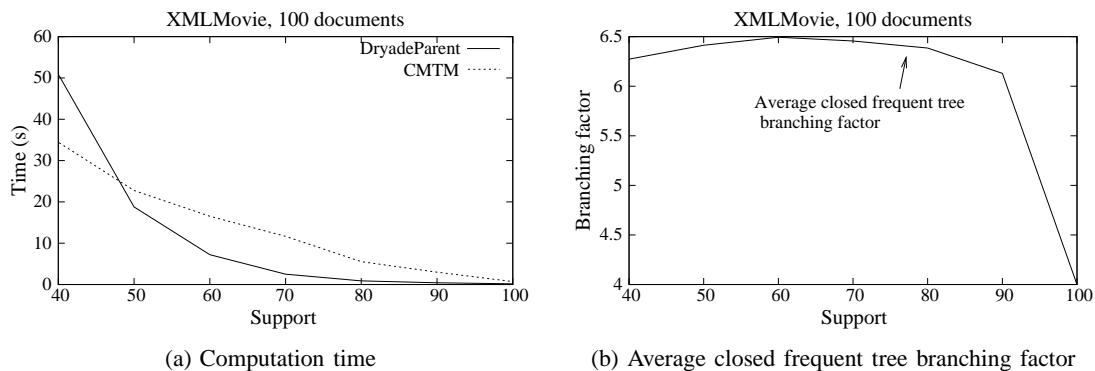 XMLMovie, 100 documents
60
50
40
30
20
10
0
Time (s)
DryadeParent
CMTM
40 50 60 70 80 90 100
Support
(a) Computation time
XMLMovie, 100 documents
6.5
6
5.5
5
4.5
4
Branching factor
Average closed frequent tree
branching factor
40 50 60 70 80 90 100
Support
(b) Average closed frequent tree branching factor